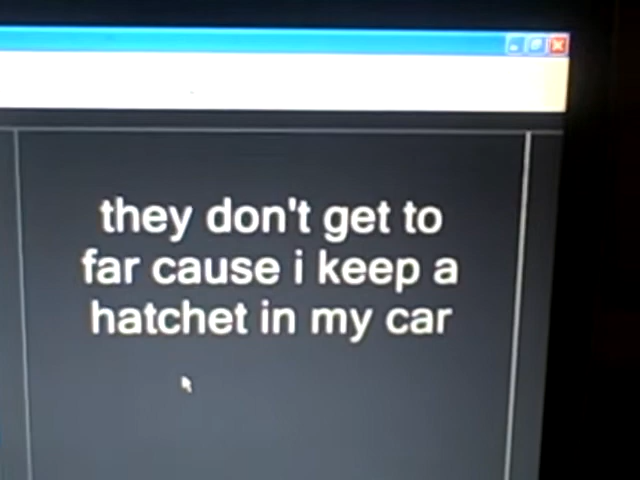 they don't get to
far cause i keep a
hatchet in my car